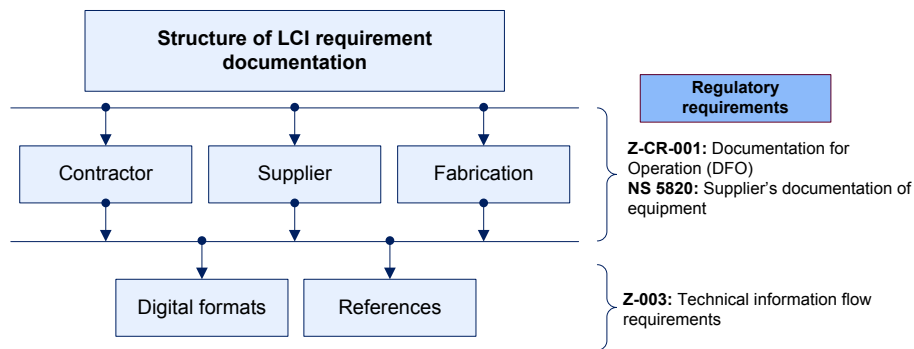 Structure of LCI requirement
documentation
Regulatory
requirements
Contractor
Supplier
Fabrication
Z-CR-001: Documentation for
Operation (DFO)
NS 5820: Supplier's documentation of
equipment
Digital formats
References
Z-003: Technical information flow
requirements